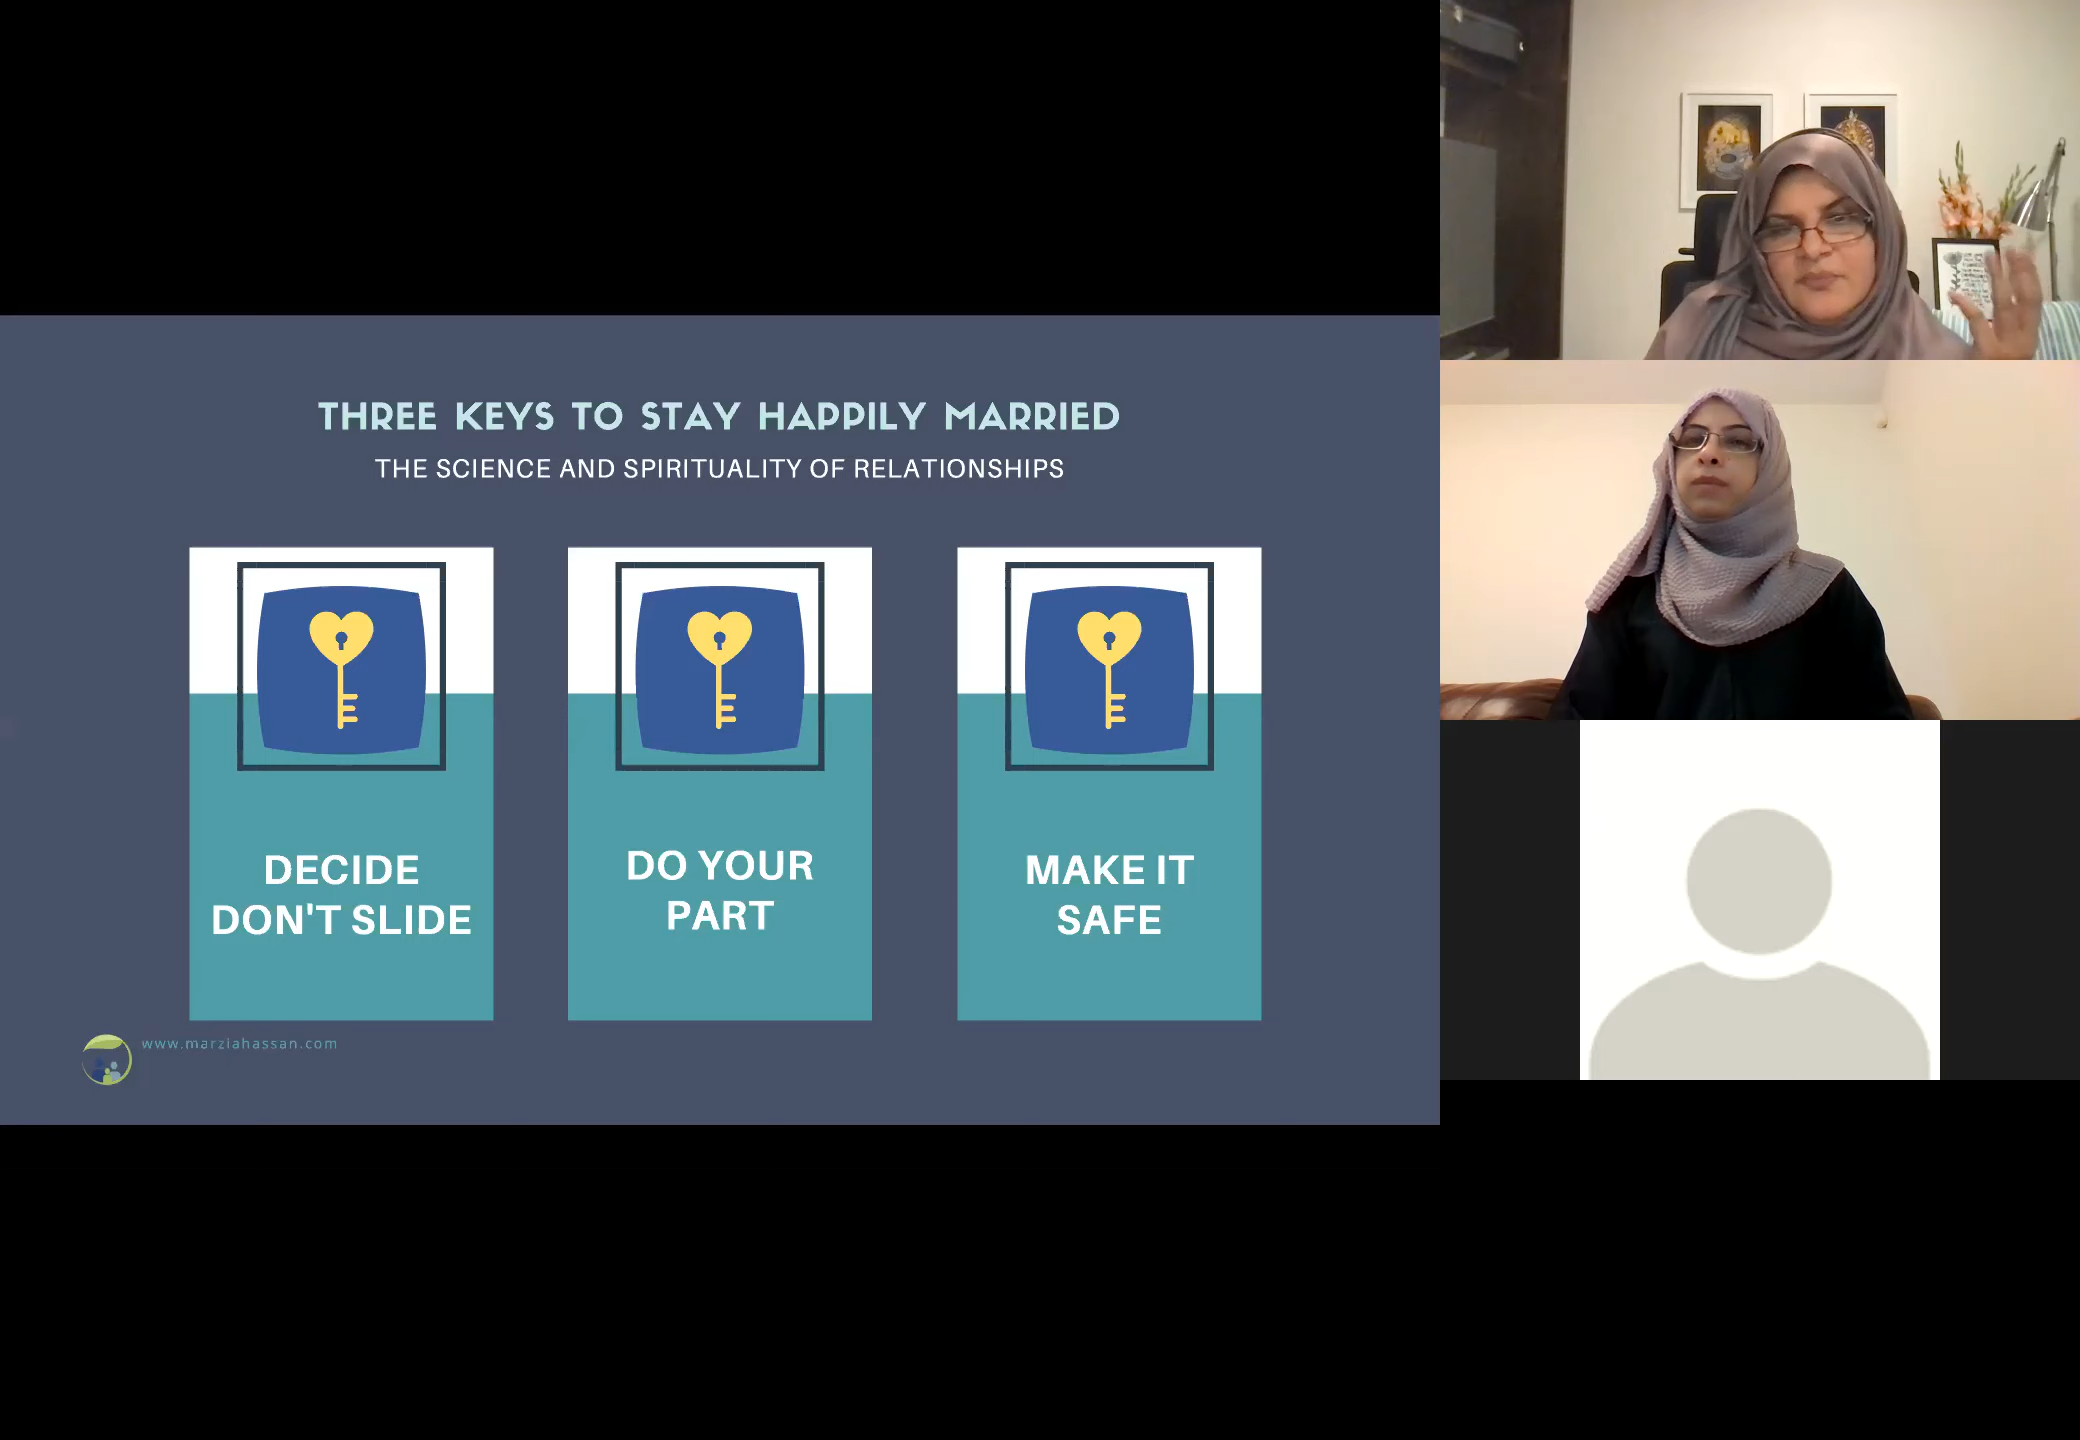 THREE KEYS TO STAY HAPPILY MARRIED
THE SCIENCE AND SPIRITUALITY OF RELATIONSHIPS
DECIDE
DON'T SLIDE
DO YOUR
PART
MAKE IT
SAFE
www.marziahassan.com